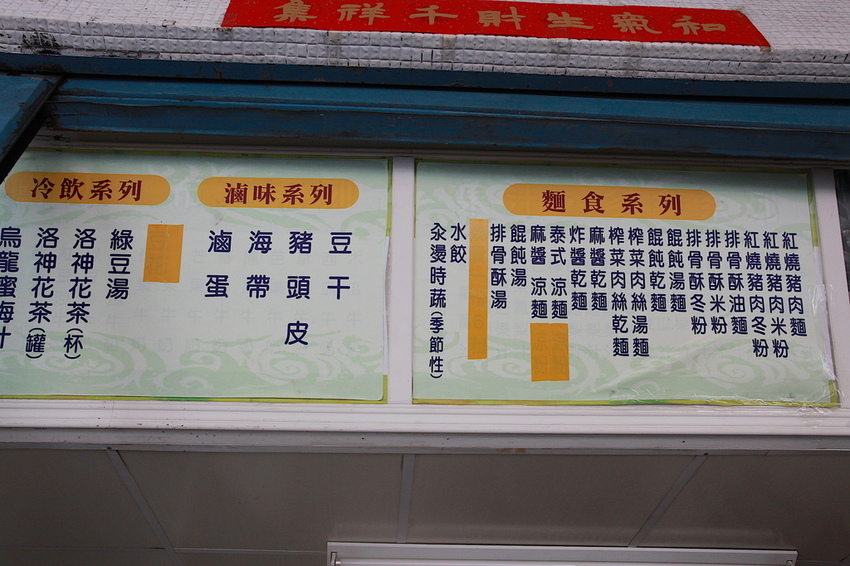 和氣生財千祥集
麵食系列
紅燒豬肉麵
紅燒豬肉米粉
紅燒豬肉冬粉
排骨酥油麵
排骨酥米粉
排骨酥冬粉
餛飩湯麵
餛飩乾麵
榨菜肉絲湯麵
榨菜肉絲乾麵
麻醬乾麵
炸醬乾麵
泰式 涼麵
麻醬 涼麵
餛飩湯
排骨酥湯
水餃
汆燙時蔬(季節性)
滷味系列
豆干
豬頭皮
海帶
滷蛋
冷飲系列
綠豆湯
洛神花茶(杯)
洛神花茶(罐)
烏龍蜜梅汁